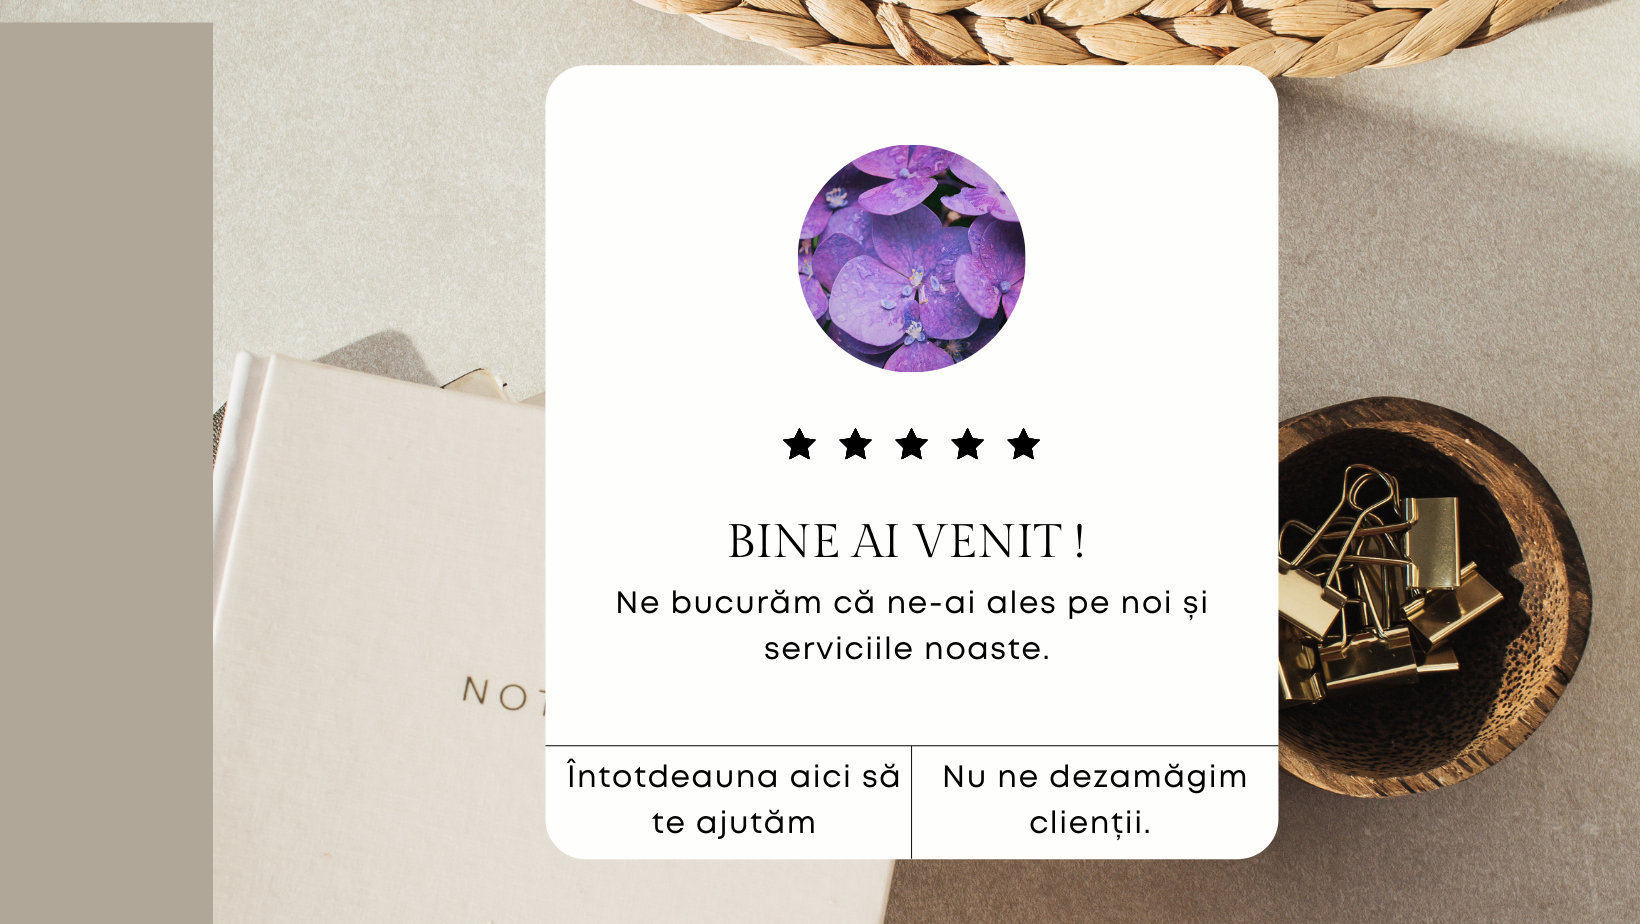 BINE AI VENIT !
Ne bucurăm că ne-ai ales pe noi și
serviciile noaste.
Întotdeauna aici să
te ajutăm
Nu ne dezamăgim
clienții.
NOT